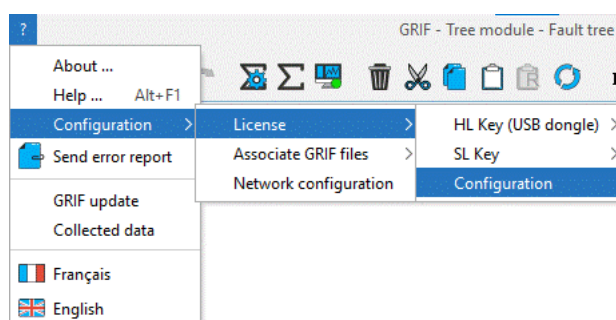 ?
GRIF - Tree module - Fault tree
About ...
Help ... Alt+F1
Configuration
License
HL Key (USB dongle)
Send error report
Associate GRIF files
SL Key
Network configuration
Configuration
GRIF update
Collected data
Français
English